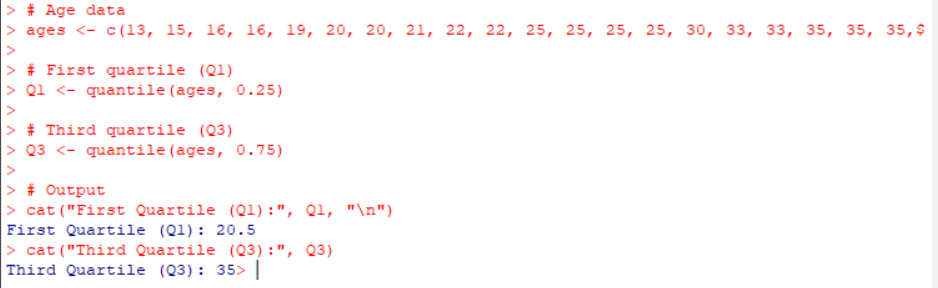 > # Age data
> ages <- c(13, 15, 16, 16, 19, 20, 20, 21, 22, 22, 25, 25, 25, 25, 30, 33, 33, 35, 35, 35,$
>
> # First quartile (Q1)
> Q1 <- quantile(ages, 0.25)
>
> # Third quartile (Q3)
> Q3 <- quantile(ages, 0.75)
>
> # Output
> cat("First Quartile (Q1):", Q1, "\n")
First Quartile (Q1): 20.5
> cat("Third Quartile (Q3):", Q3)
Third Quartile (Q3): 35>